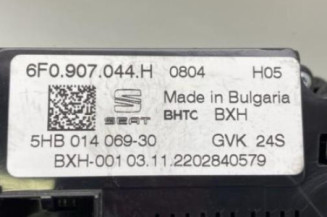 6F0.907.044.H 0804 H05
SEAT Made in Bulgaria
BHTC BXH
5HB 014 069-30 GVK 24S
BXH-001 03.11.2202840579